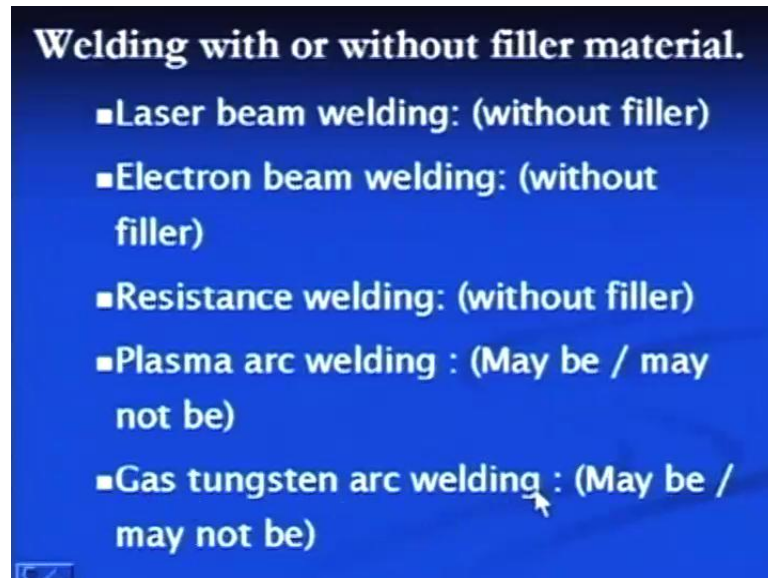 Welding with or without filler material.
▪Laser beam welding: (without filler)
▪Electron beam welding: (without
filler)
▪Resistance welding: (without filler)
▪Plasma arc welding : (May be / may
not be)
▪Gas tungsten arc welding : (May be /
may not be)